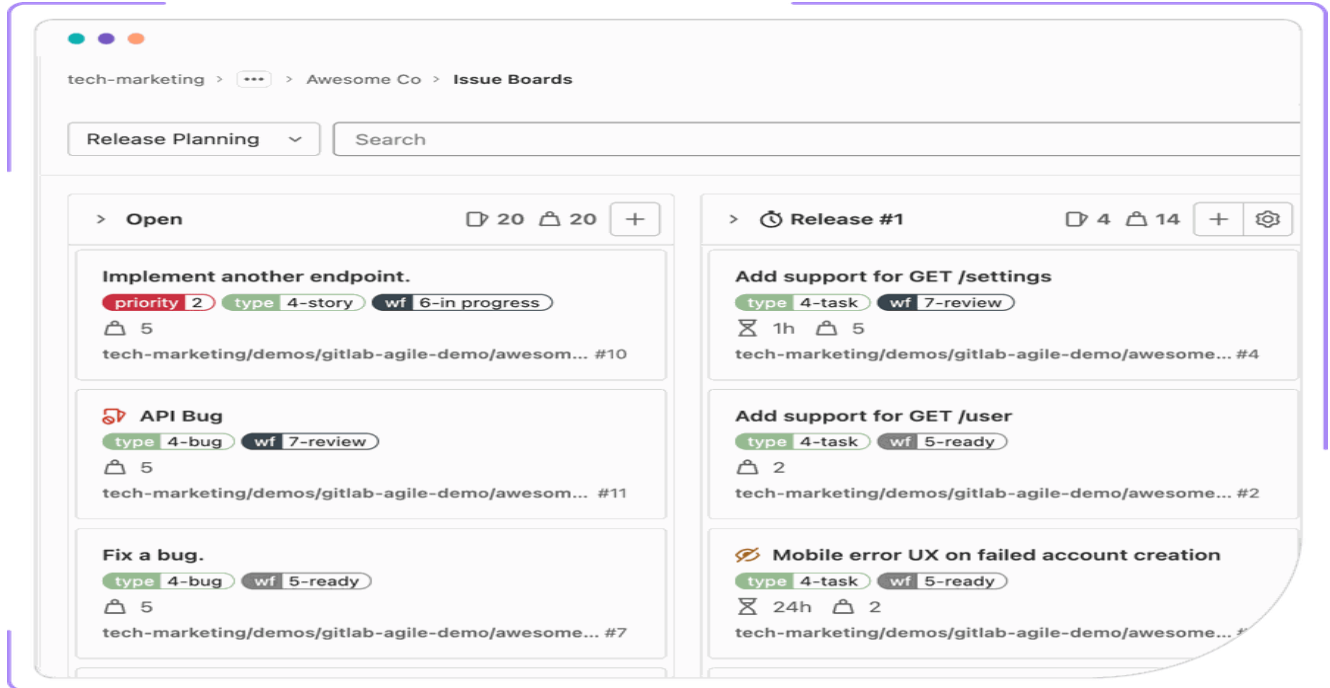 tech-marketing > ••• > Awesome Co > Issue Boards
Release Planning
Search
Open 20 20
Implement another endpoint.
priority 2 type 4-story wf 6-in progress
5
tech-marketing/demos/gitlab-agile-demo/awesom... #10
API Bug
type 4-bug wf 7-review
5
tech-marketing/demos/gitlab-agile-demo/awesom... #11
Fix a bug.
type 4-bug wf 5-ready
5
tech-marketing/demos/gitlab-agile-demo/awesome... #7
Release #1 4 14
Add support for GET /settings
type 4-task wf 7-review
1h 5
tech-marketing/demos/gitlab-agile-demo/awesome... #4
Add support for GET /user
type 4-task wf 5-ready
2
tech-marketing/demos/gitlab-agile-demo/awesome... #2
Mobile error UX on failed account creation
type 4-task wf 5-ready
24h 2
tech-marketing/demos/gitlab-agile-demo/awesome...